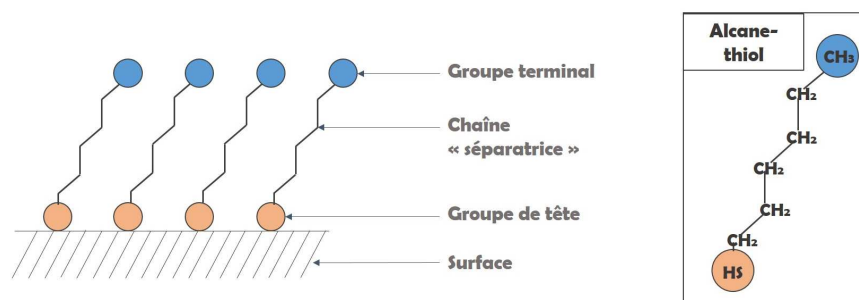 Groupe terminal
Chaîne
« séparatrice »
Groupe de tête
Surface
Alcane-
thiol
CH₃
CH₂
CH₂
CH₂
CH₂
CH₂
HS